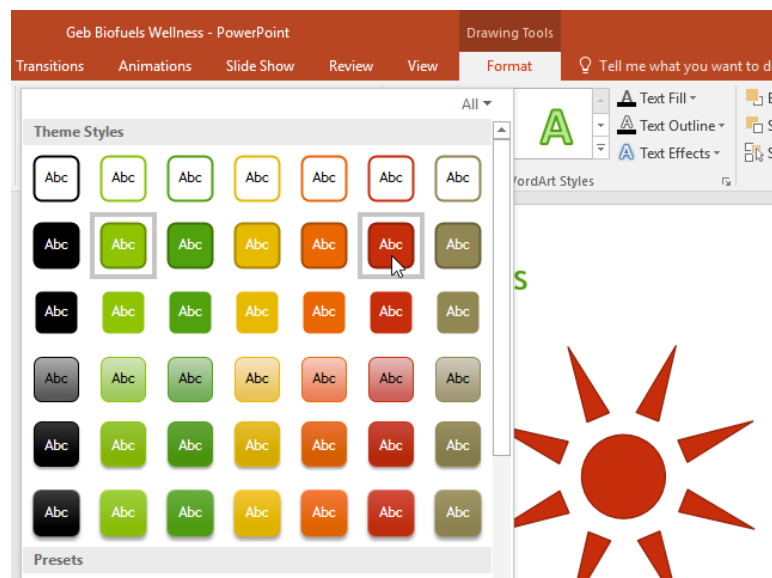 Geb Biofuels Wellness - PowerPoint
Drawing Tools
Transitions Animations Slide Show Review View Format Tell me what you want to d
All
Theme Styles
Abc Abc Abc Abc Abc Abc Abc
Abc Abc Abc Abc Abc Abc Abc
Abc Abc Abc Abc Abc Abc Abc
Abc Abc Abc Abc Abc Abc Abc
Abc Abc Abc Abc Abc Abc Abc
Abc Abc Abc Abc Abc Abc Abc
Presets
A
A Text Fill
A Text Outline
A Text Effects
WordArt Styles
s